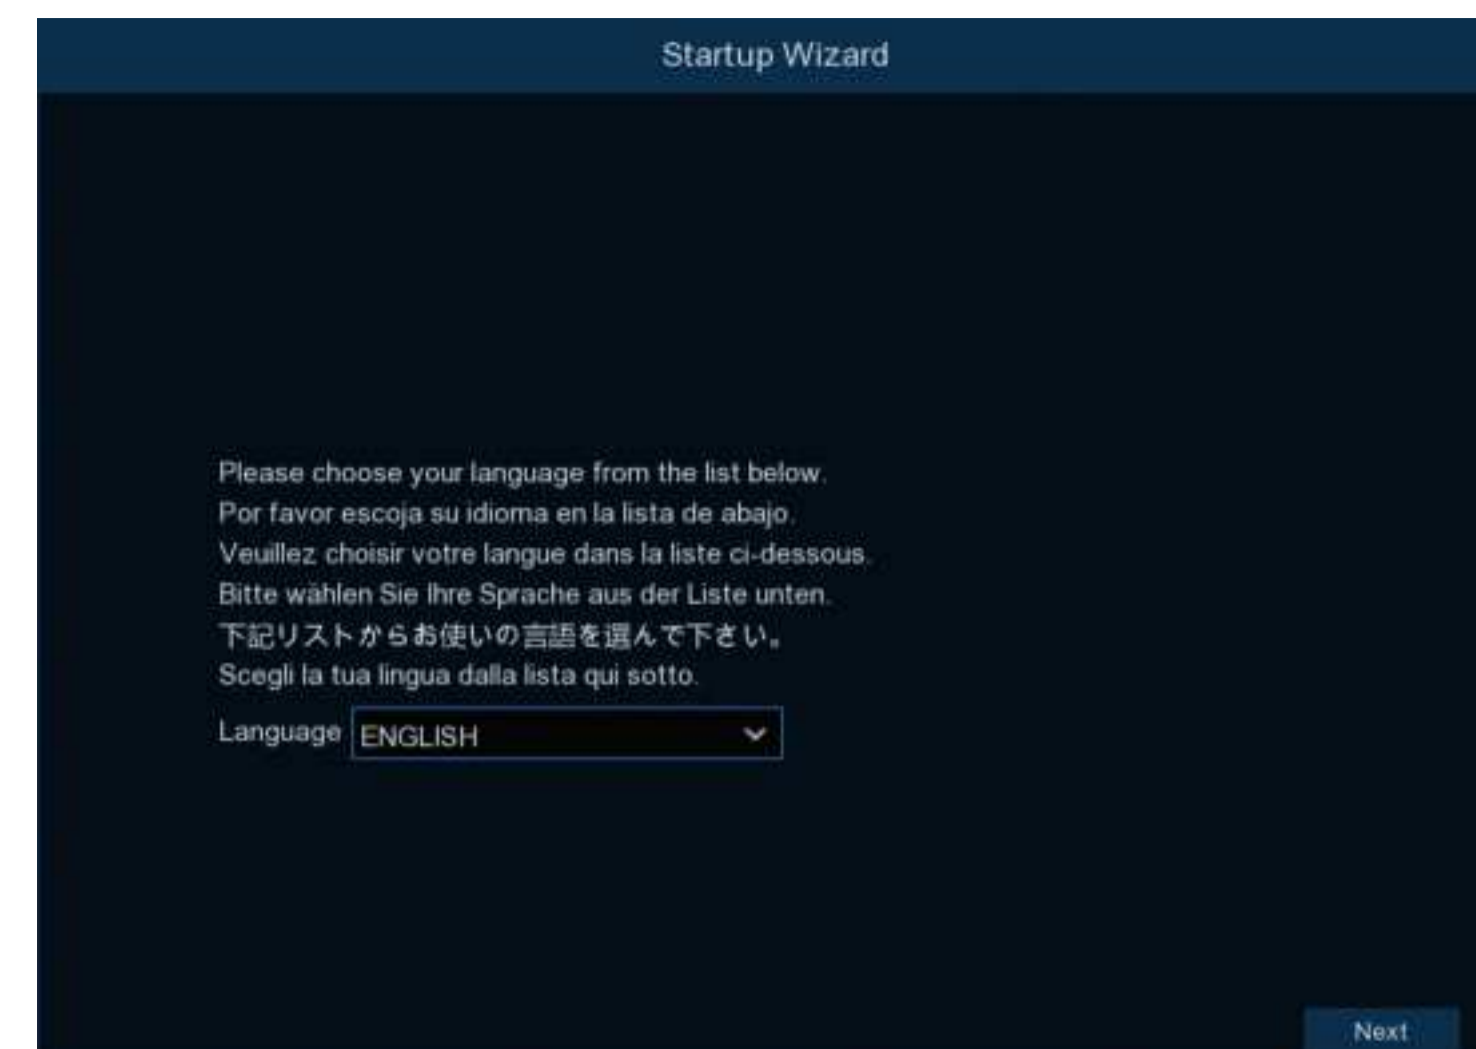 Startup Wizard
Please choose your language from the list below.
Por favor escoja su idioma en la lista de abajo.
Veuillez choisir votre langue dans la liste ci-dessous.
Bitte wählen Sie Ihre Sprache aus der Liste unten.
下記リストからお使いの言語を選んで下さい。
Scegli la tua lingua dalla lista qui sotto.
Language ENGLISH
Next